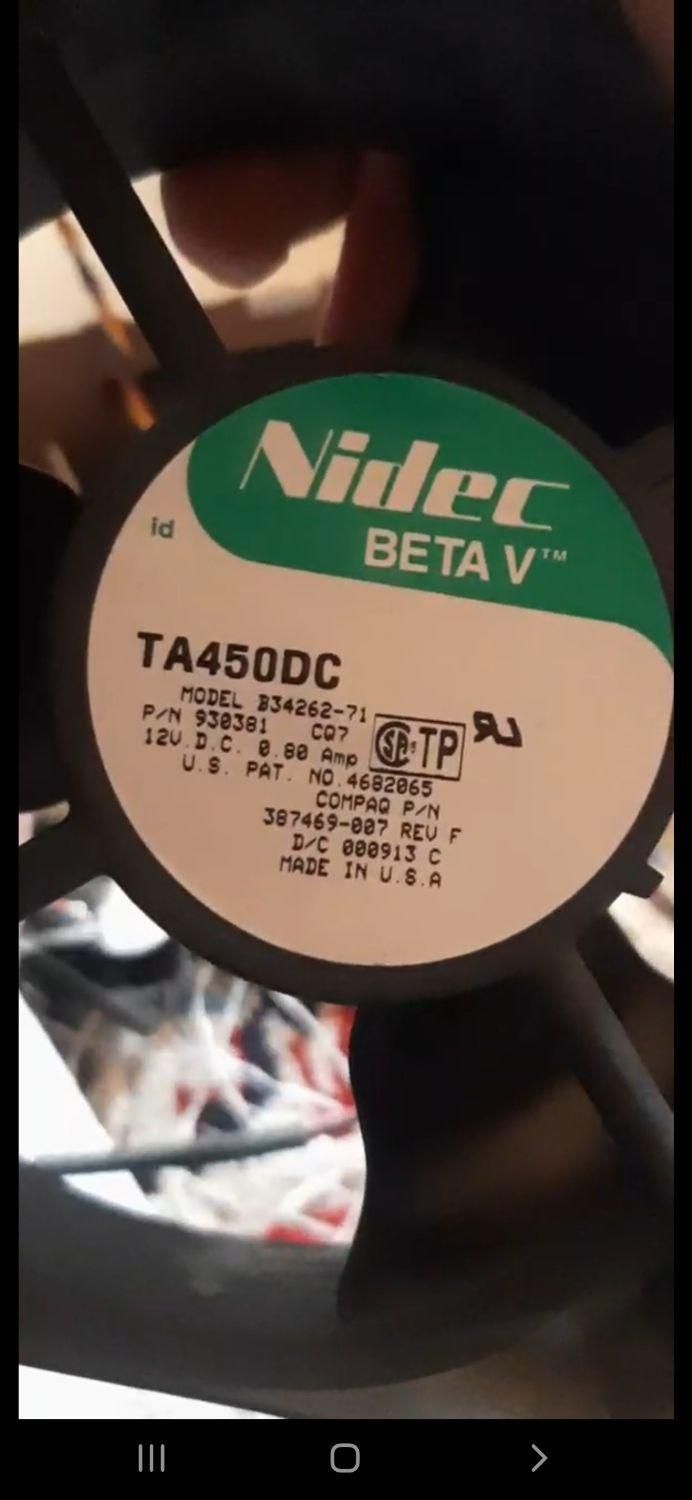 Nidec
BETA V™
id
TA450DC
MODEL B34262-71
P/N 930381 CQ7
12V.D.C. 0.80 Amp
SA TP
U.S. PAT. NO.4682065
COMPAQ P/N
387469-007 REV F
D/C 000913 C
MADE IN U.S.A